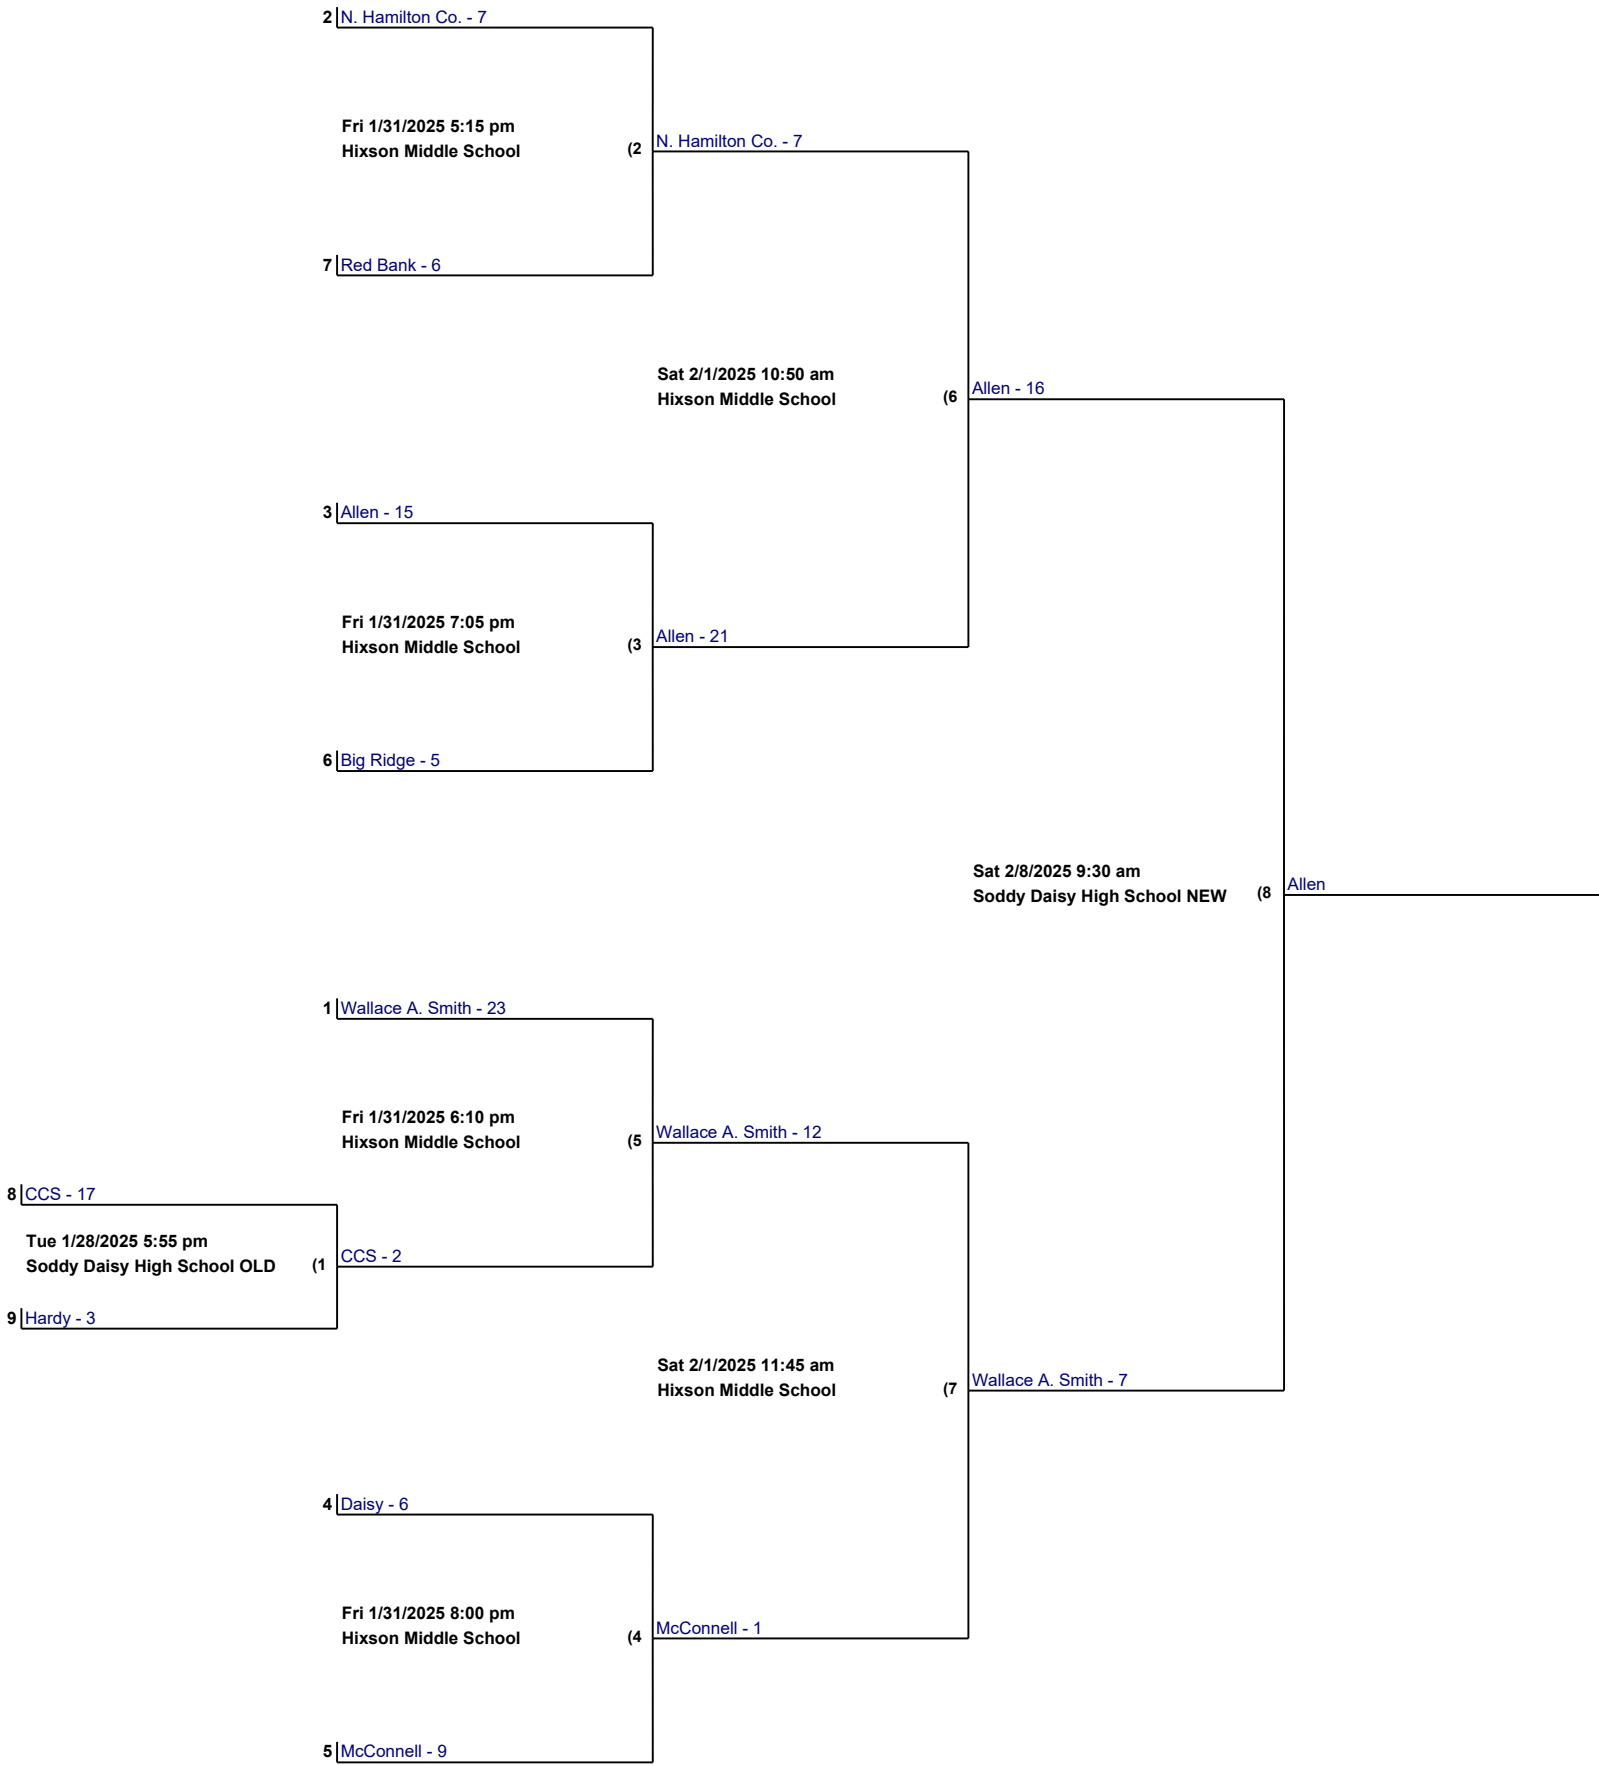 2 N. Hamilton Co. - 7
Fri 1/31/2025 5:15 pm
Hixson Middle School (2
N. Hamilton Co. - 7
7 Red Bank - 6
Sat 2/1/2025 10:50 am
Hixson Middle School (6
Allen - 16
3 Allen - 15
Fri 1/31/2025 7:05 pm
Hixson Middle School (3
Allen - 21
6 Big Ridge - 5
Sat 2/8/2025 9:30 am
Soddy Daisy High School NEW (8
Allen
1 Wallace A. Smith - 23
Fri 1/31/2025 6:10 pm
Hixson Middle School (5
Wallace A. Smith - 12
8 CCS - 17
Tue 1/28/2025 5:55 pm
Soddy Daisy High School OLD (1
CCS - 2
9 Hardy - 3
Sat 2/1/2025 11:45 am
Hixson Middle School (7
Wallace A. Smith - 7
4 Daisy - 6
Fri 1/31/2025 8:00 pm
Hixson Middle School (4
McConnell - 1
5 McConnell - 9